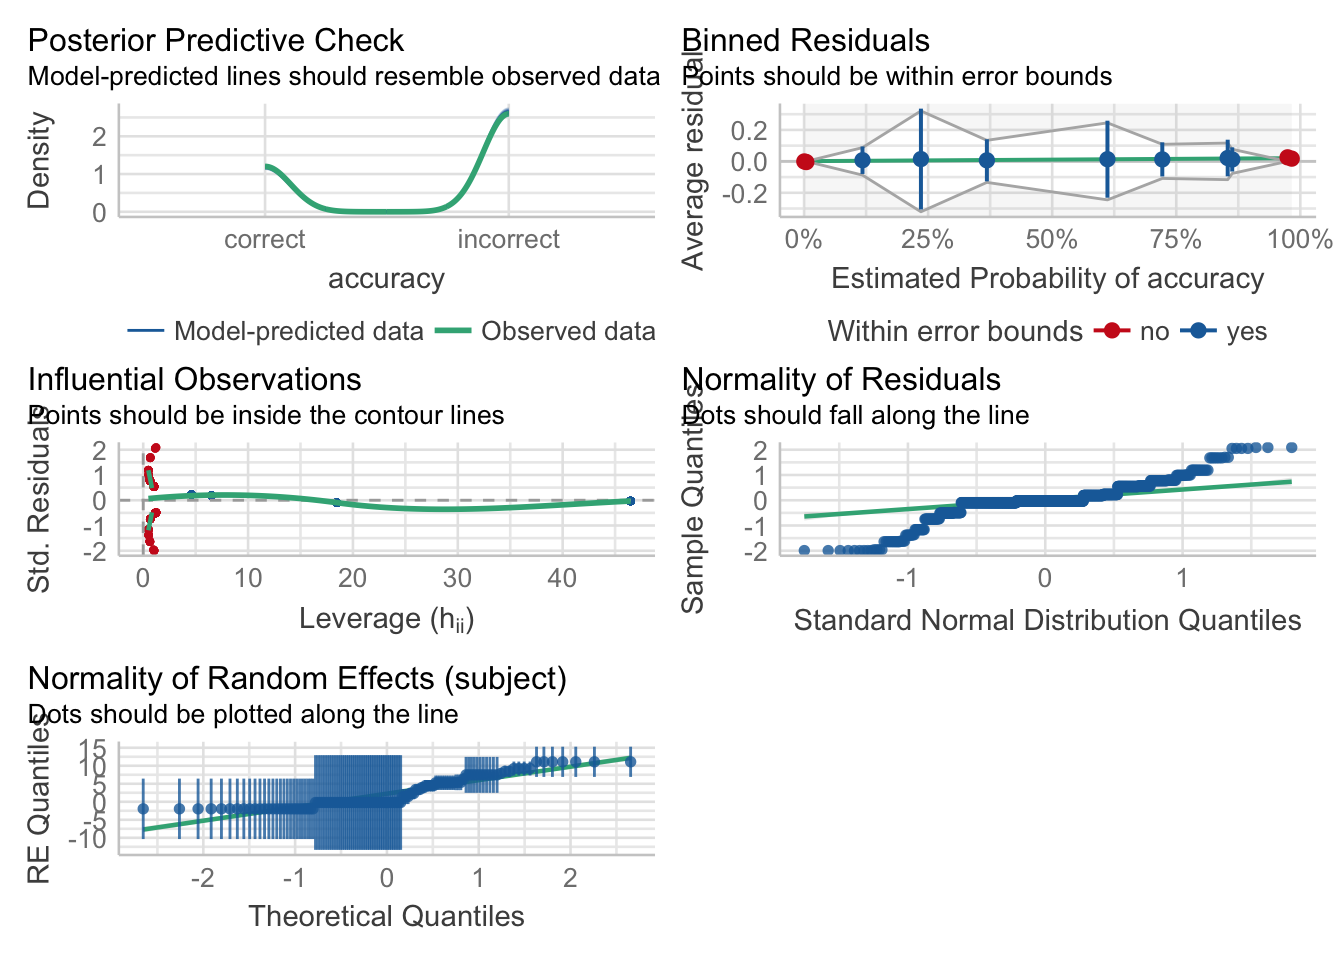 Posterior Predictive Check
Model-predicted lines should resemble observed data
Density
2
1
0
correct
incorrect
accuracy
Model-predicted data
Observed data
Binned Residuals
Points should be within error bounds
Average residual
0.2
0.0
-0.2
0%
25%
50%
75%
100%
Estimated Probability of accuracy
Within error bounds
no
yes
Influential Observations
Points should be inside the contour lines
Std. Residuals
2
1
0
-1
-2
0
10
20
30
40
Leverage (hii)
Normality of Residuals
Dots should fall along the line
Sample Quantiles
2
1
0
-1
-2
-1
0
1
Standard Normal Distribution Quantiles
Normality of Random Effects (subject)
Dots should be plotted along the line
RE Quantiles
15
10
5
0
-5
-10
-2
-1
0
1
2
Theoretical Quantiles